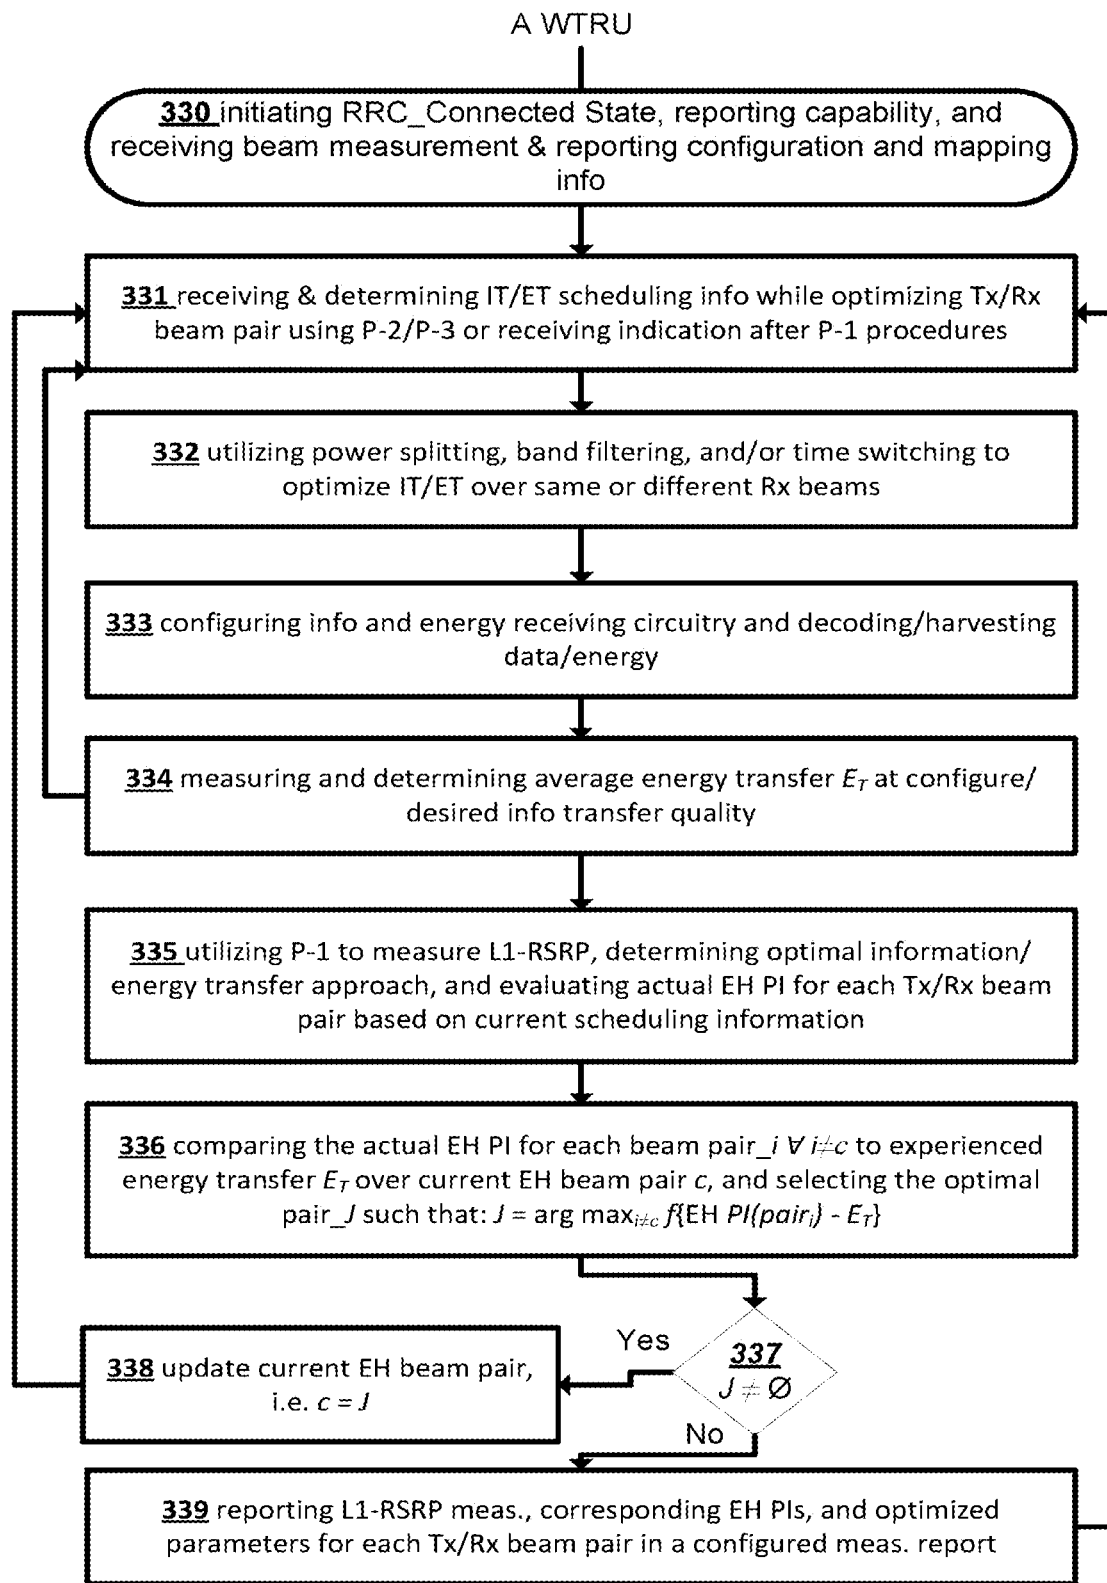 A WTRU
330 initiating RRC_Connected State, reporting capability, and
receiving beam measurement & reporting configuration and mapping
info
331 receiving & determining IT/ET scheduling info while optimizing Tx/Rx
beam pair using P-2/P-3 or receiving indication after P-1 procedures
332 utilizing power splitting, band filtering, and/or time switching to
optimize IT/ET over same or different Rx beams
333 configuring info and energy receiving circuitry and decoding/harvesting
data/energy
334 measuring and determining average energy transfer E_T at configure/
desired info transfer quality
335 utilizing P-1 to measure L1-RSRP, determining optimal information/
energy transfer approach, and evaluating actual EH PI for each Tx/Rx beam
pair based on current scheduling information
336 comparing the actual EH PI for each beam pair_i ∀ i≠c to experienced
energy transfer E_T over current EH beam pair c, and selecting the optimal
pair_J such that: J = arg max_{i≠c} f{EH PI(pair_i) - E_T}
337
J ≠ Ø
Yes
338 update current EH beam pair,
i.e. c = J
No
339 reporting L1-RSRP meas., corresponding EH PIs, and optimized
parameters for each Tx/Rx beam pair in a configured meas. report